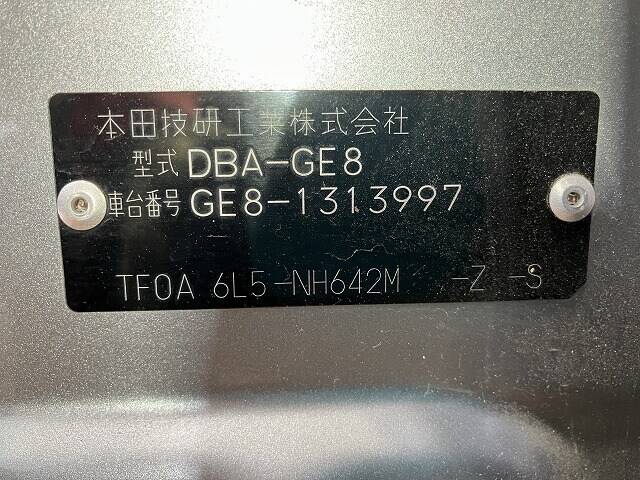 本田技研工業株式会社
型式 DBA-GE8
車台番号 GE8-1313997
TF0A 6L5-NH642M -Z -S